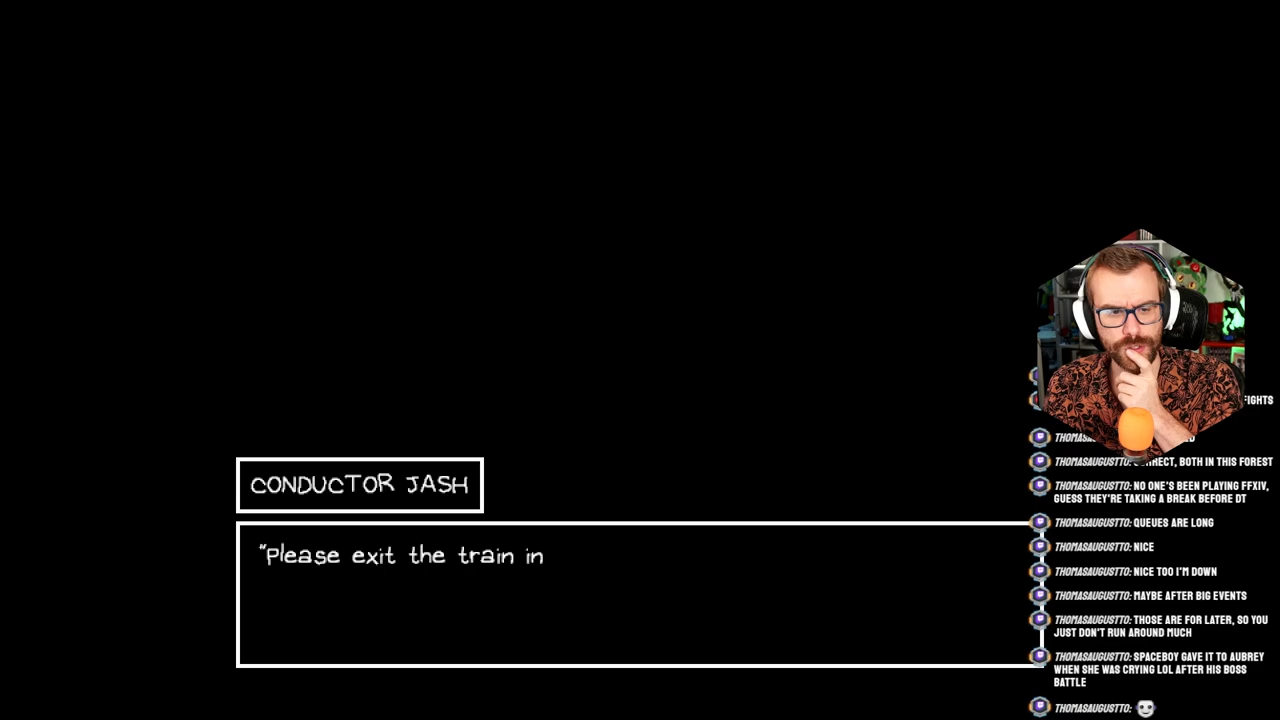 CONDUCTOR JASH
"Please exit the train in
FIGHTS
THOMASAUGUSTTO: CORRECT, BOTH IN THIS FOREST
THOMASAUGUSTTO: NO ONE'S BEEN PLAYING FFXIV,
GUESS THEY'RE TAKING A BREAK BEFORE DT
THOMASAUGUSTTO: QUEUES ARE LONG
THOMASAUGUSTTO: NICE
THOMASAUGUSTTO: NICE TOO I'M DOWN
THOMASAUGUSTTO: MAYBE AFTER BIG EVENTS
THOMASAUGUSTTO: THOSE ARE FOR LATER, SO YOU
JUST DON'T RUN AROUND MUCH
THOMASAUGUSTTO: SPACEBOY GAVE IT TO AUBREY
WHEN SHE WAS CRYING LOL AFTER HIS BOSS
BATTLE
THOMASAUGUSTTO: